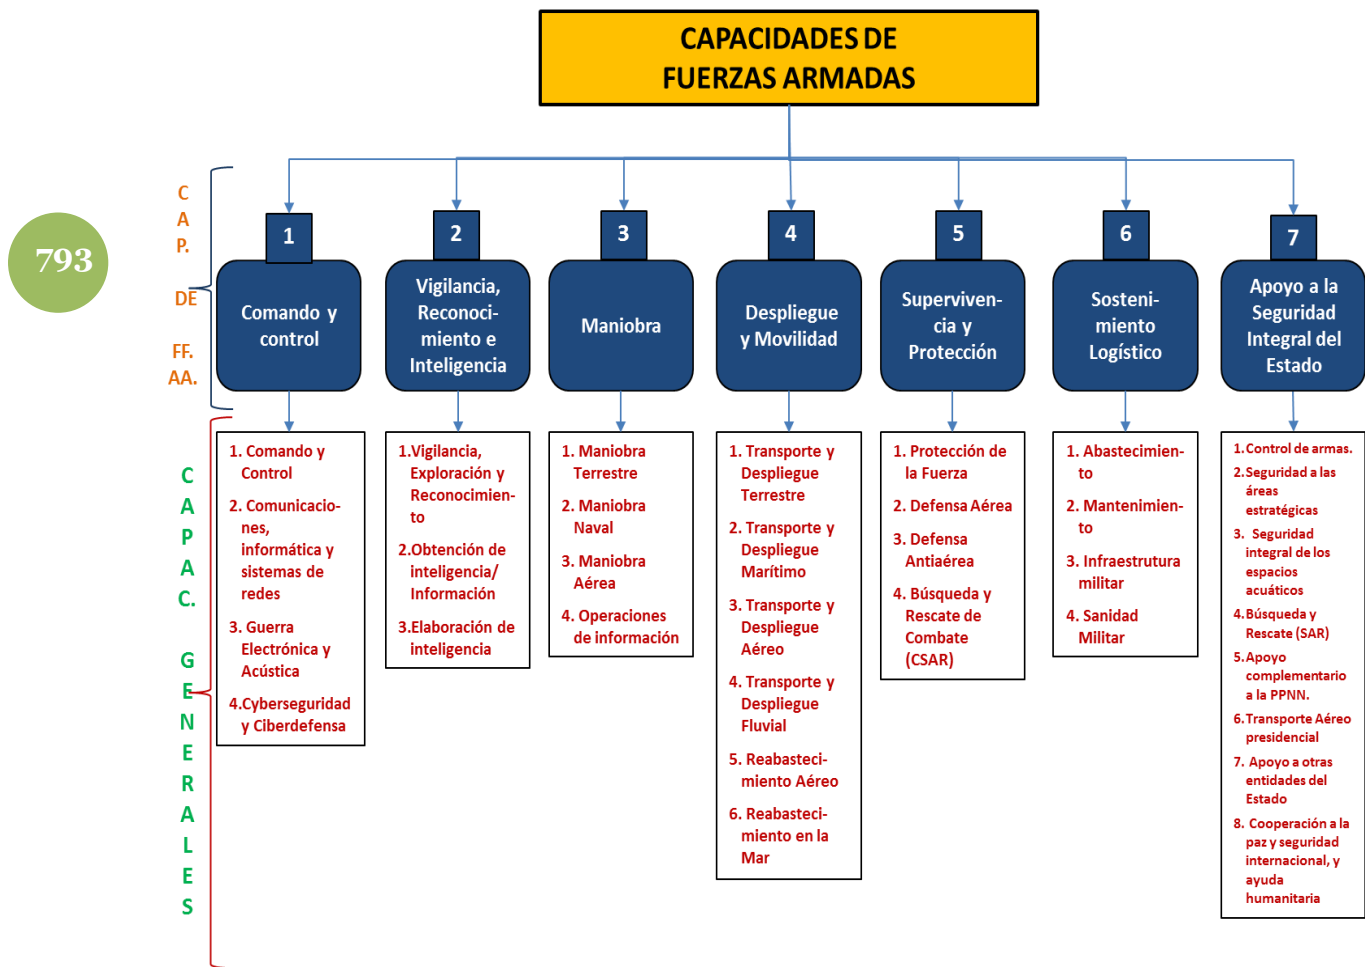 CAPACIDADES DE
FUERZAS ARMADAS
793
C
A
P.
DE
FF.
AA.
1
2
3
4
5
6
7
Comando y
control
Vigilancia,
Reconoci-
miento e
Inteligencia
Maniobra
Despliegue
y Movilidad
Superviven-
cia y
Protección
Sosteni-
miento
Logístico
Apoyo a la
Seguridad
Integral del
Estado
C
A
P
A
C.
G
E
N
E
R
A
L
E
S
1. Comando y
Control
2. Comunicacio-
nes,
informática y
sistemas de
redes
3. Guerra
Electrónica y
Acústica
4.Cyberseguridad
y Ciberdefensa
1.Vigilancia,
Exploración y
Reconocimien-
to
2.Obtención de
inteligencia/
Información
3.Elaboración de
inteligencia
1. Maniobra
Terrestre
2. Maniobra
Naval
3. Maniobra
Aérea
4. Operaciones
de información
1. Transporte y
Despliegue
Terrestre
2. Transporte y
Despliegue
Marítimo
3. Transporte y
Despliegue
Aéreo
4. Transporte y
Despliegue
Fluvial
5. Reabasteci-
miento Aéreo
6. Reabasteci-
miento en la
Mar
1. Protección de
la Fuerza
2. Defensa Aérea
3. Defensa
Antiaérea
4. Búsqueda y
Rescate de
Combate
(CSAR)
1. Abastecimien-
to
2. Mantenimien-
to
3. Infraestrutura
militar
4. Sanidad
Militar
1. Control de armas.
2. Seguridad a las
áreas
estratégicas
3. Seguridad
integral de los
espacios
acuáticos
4. Búsqueda y
Rescate (SAR)
5. Apoyo
complementario
a la PPNN.
6. Transporte Aéreo
presidencial
7. Apoyo a otras
entidades del
Estado
8. Cooperación a la
paz y seguridad
internacional, y
ayuda
humanitaria